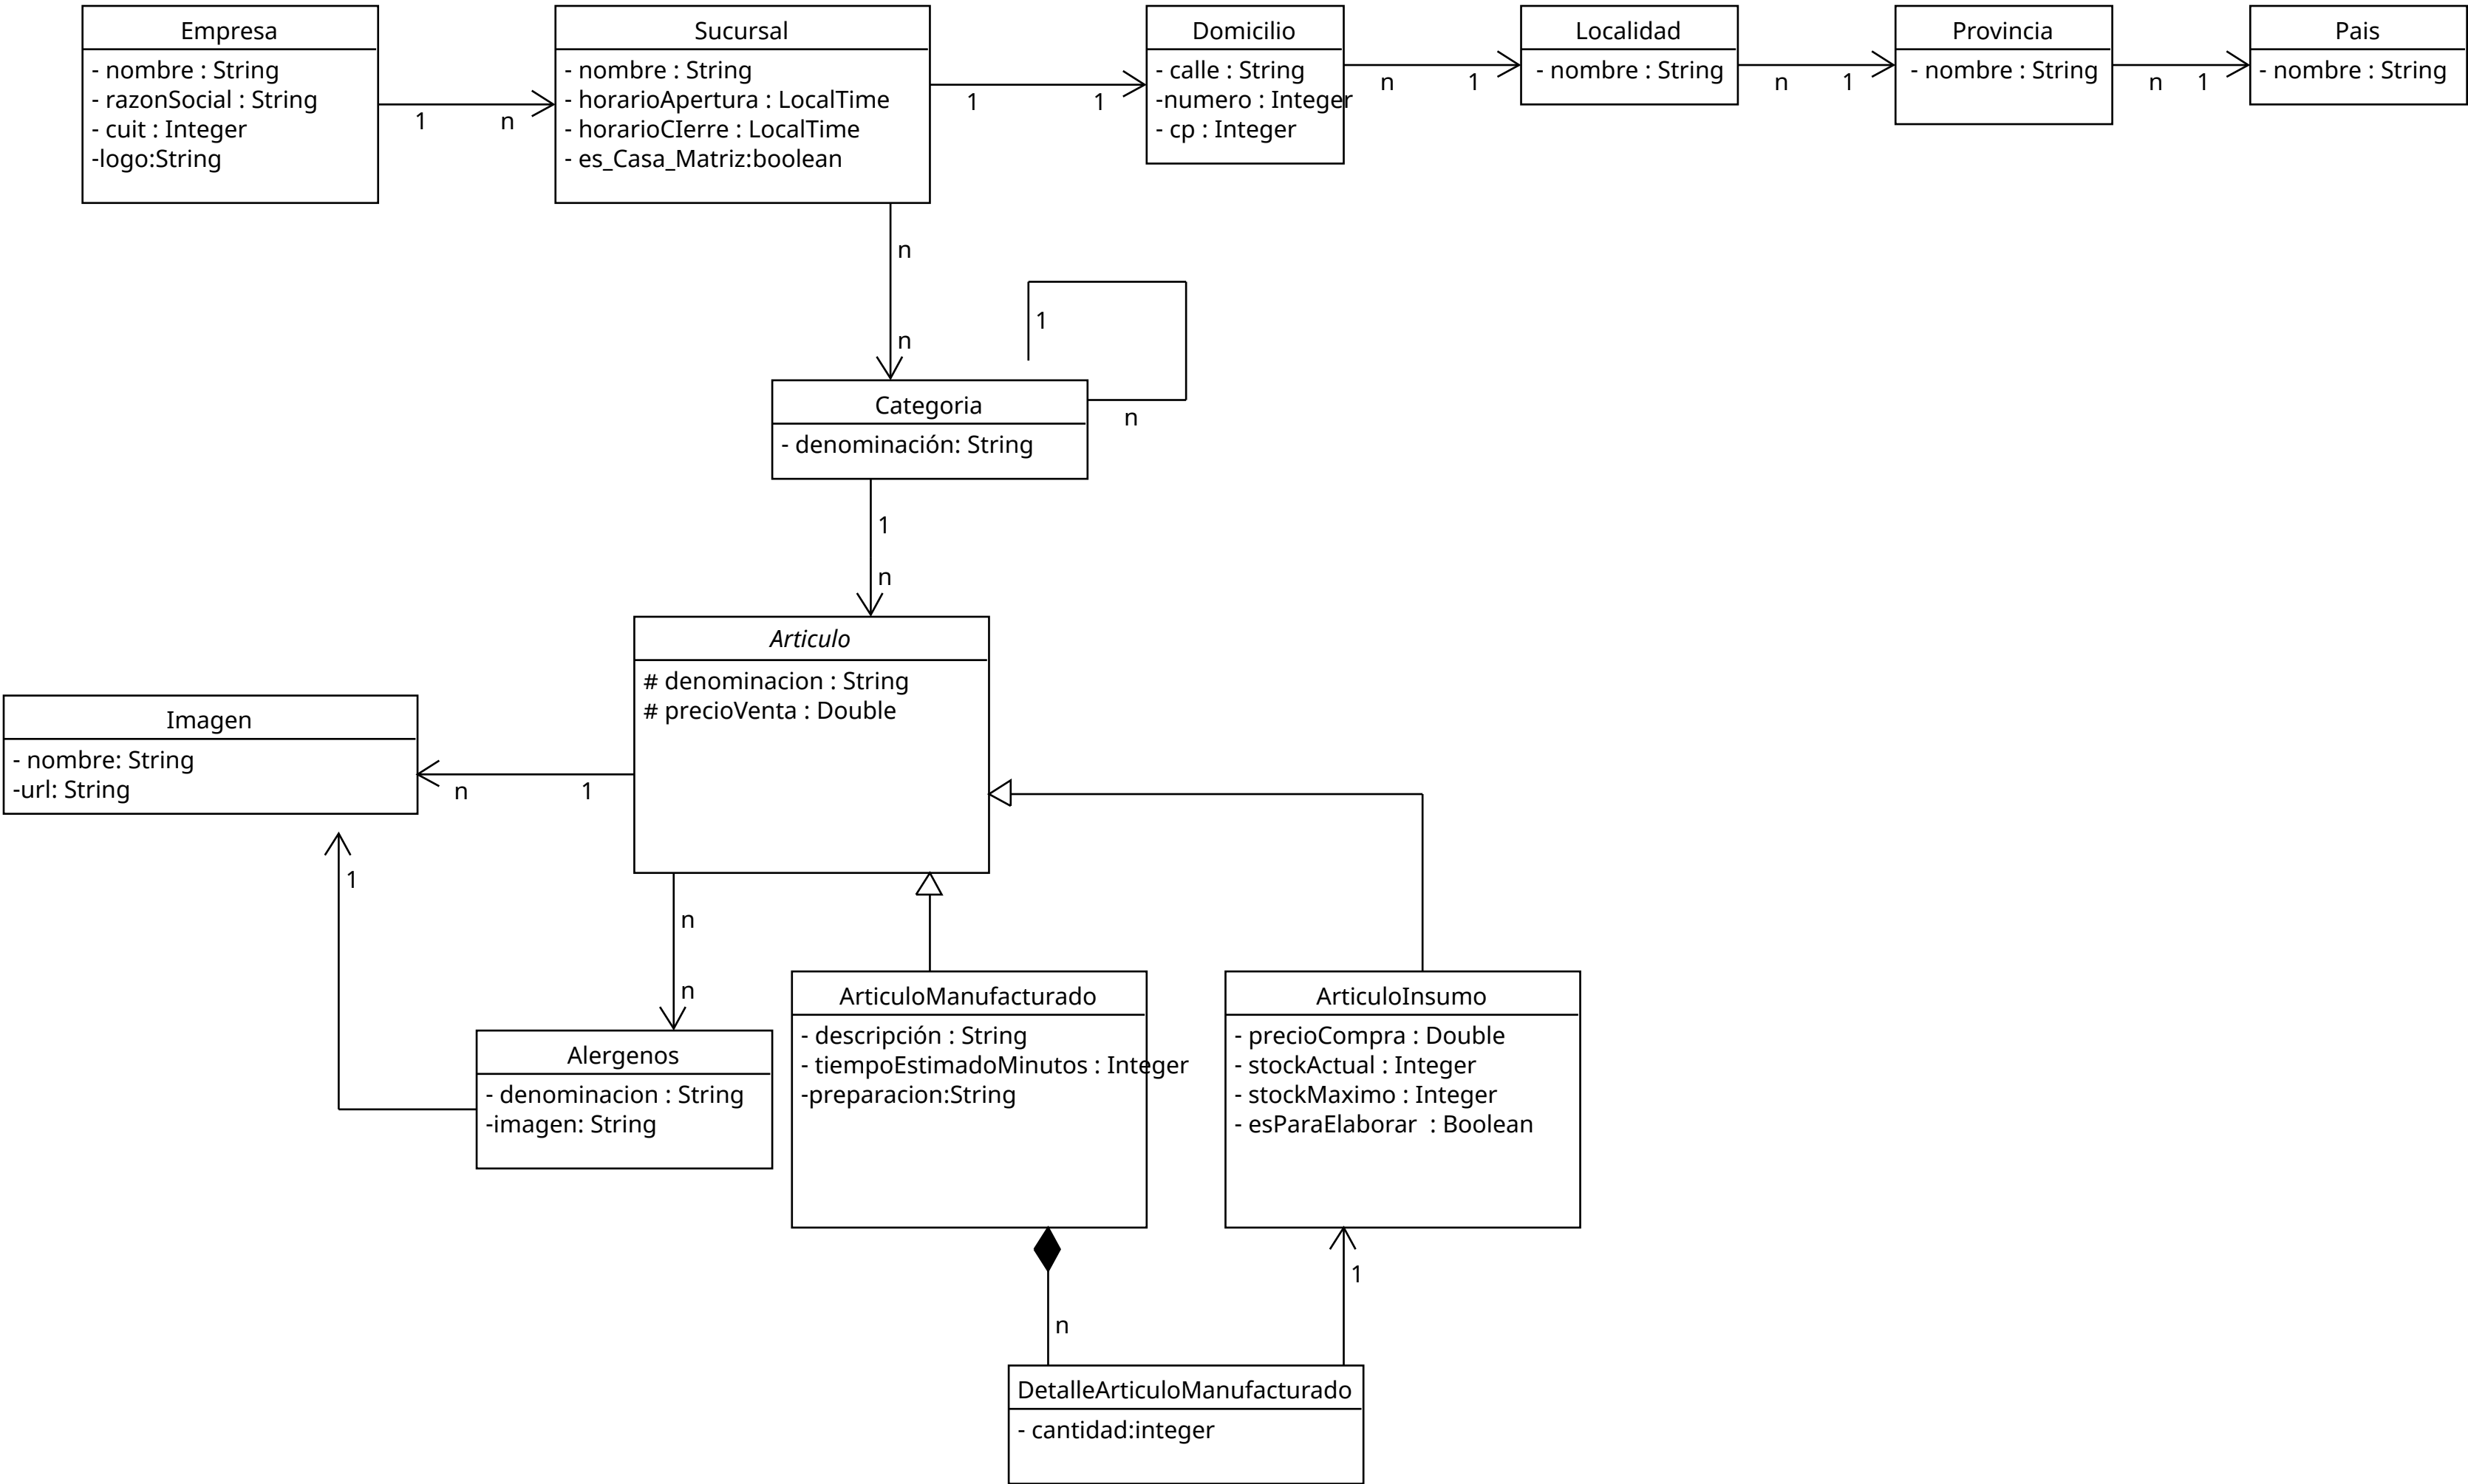 Empresa
- nombre : String
- razonSocial : String
- cuit : Integer
-logo:String
1
n
Sucursal
- nombre : String
- horarioApertura : LocalTime
- horarioCIerre : LocalTime
- es_Casa_Matriz:boolean
1
1
Domicilio
- calle : String
-numero : Integer
- cp : Integer
n
1
Localidad
- nombre : String
n
1
Provincia
- nombre : String
n
1
Pais
- nombre : String
n
n
1
n
Categoria
- denominación: String
1
n
Articulo
# denominacion : String
# precioVenta : Double
Imagen
- nombre: String
-url: String
n
1
1
n
n
Alergenos
- denominacion : String
-imagen: String
ArticuloManufacturado
- descripción : String
- tiempoEstimadoMinutos : Integer
-preparacion:String
ArticuloInsumo
- precioCompra : Double
- stockActual : Integer
- stockMaximo : Integer
- esParaElaborar  : Boolean
n
1
DetalleArticuloManufacturado
- cantidad:integer